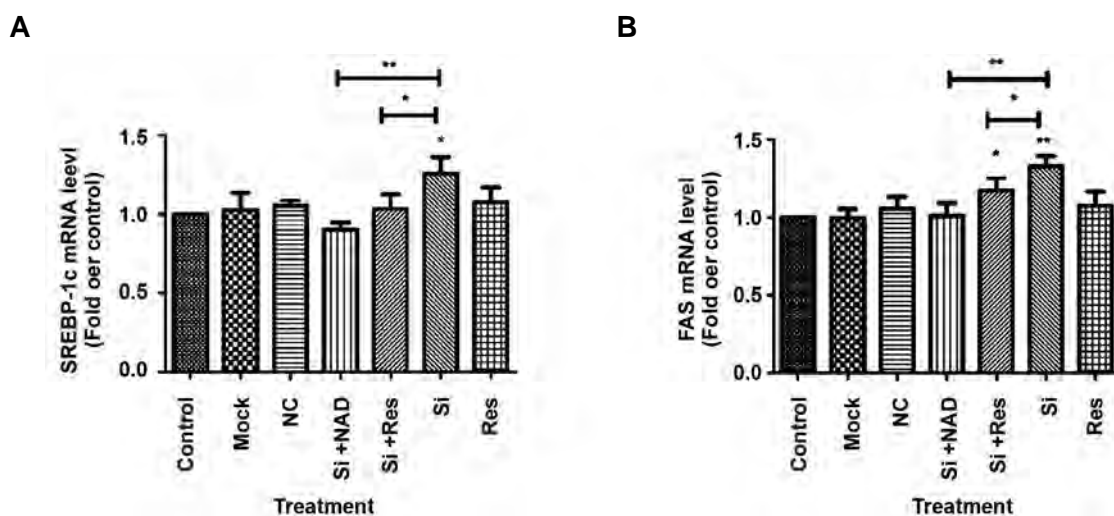 A
**
*
*
1.5
1.0
0.5
0.0
SREBP-1c mRNA leevl
(Fold oer control)
Control
Mock
NC
Si +NAD
Si +Res
Si
Res
Treatment
B
**
*
*
**
1.5
1.0
0.5
0.0
FAS mRNA level
(Fold oer control)
Control
Mock
NC
Si +NAD
Si +Res
Si
Res
Treatment